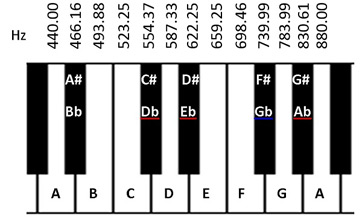 Hz 440.00 466.16 493.88 523.25 554.37 587.33 622.25 659.25 698.46 739.99 783.99 830.61 880.00
A# C# D# F# G#
Bb Db Eb Gb Ab
A B C D E F G A